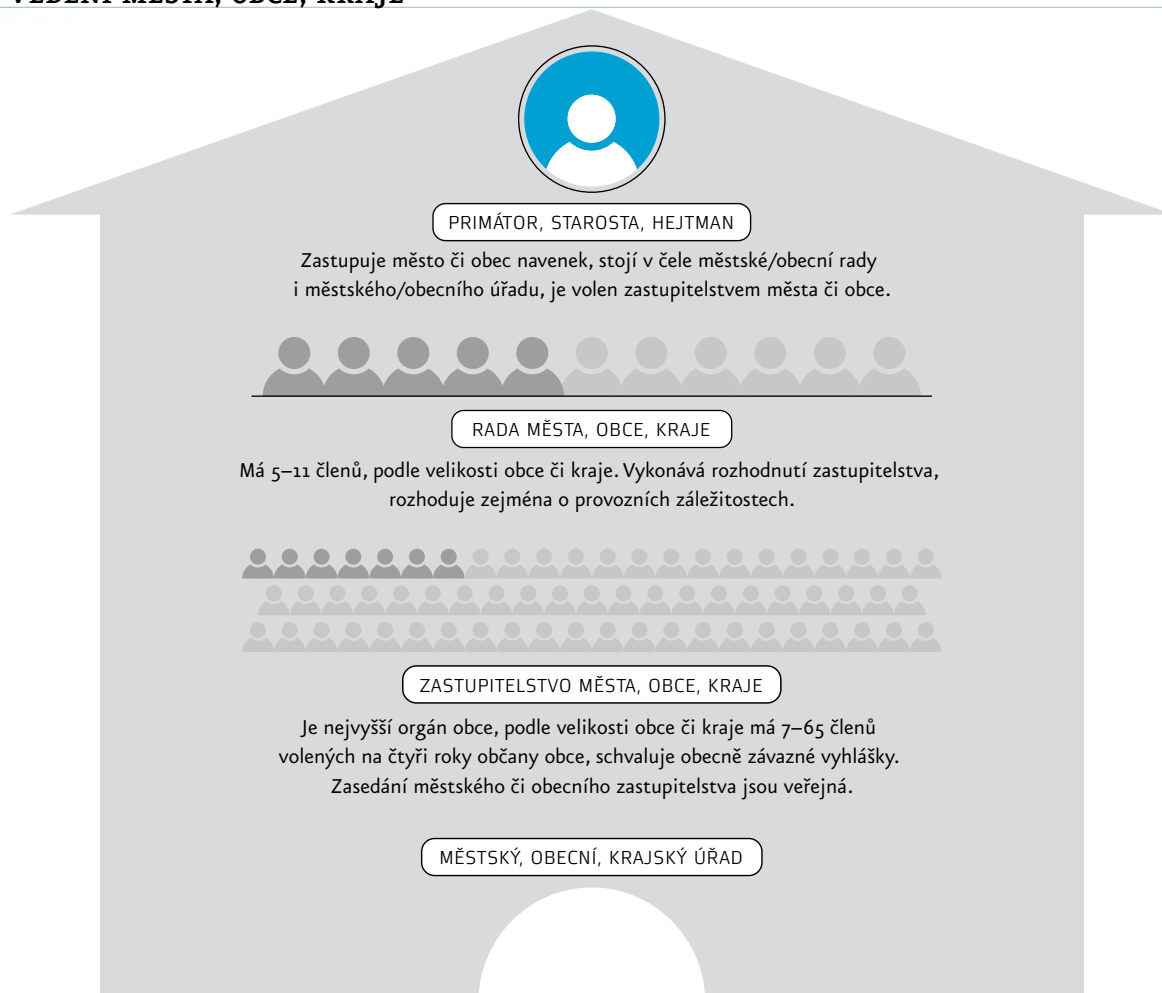 VEDENÍ MĚSTA, OBCE, KRAJE
PRIMÁTOR, STAROSTA, HEJTMAN
Zastupuje město či obec navenek, stojí v čele městské/obecní rady
i městského/obecního úřadu, je volen zastupitelstvem města či obce.
RADA MĚSTA, OBCE, KRAJE
Má 5–11 členů, podle velikosti obce či kraje. Vykonává rozhodnutí zastupitelstva,
rozhoduje zejména o provozních záležitostech.
ZASTUPITELSTVO MĚSTA, OBCE, KRAJE
Je nejvyšší orgán obce, podle velikosti obce či kraje má 7–65 členů
volených na čtyři roky občany obce, schvaluje obecně závazné vyhlášky.
Zasedání městského či obecního zastupitelstva jsou veřejná.
MĚSTSKÝ, OBECNÍ, KRAJSKÝ ÚŘAD